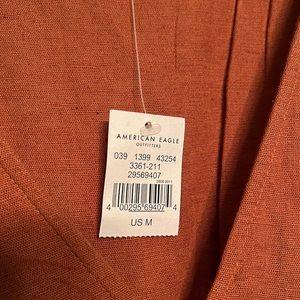 AMERICAN EAGLE
OUTFITTERS
039 1399 43254
3361-211
29569407
4 00295 69407 4
US M